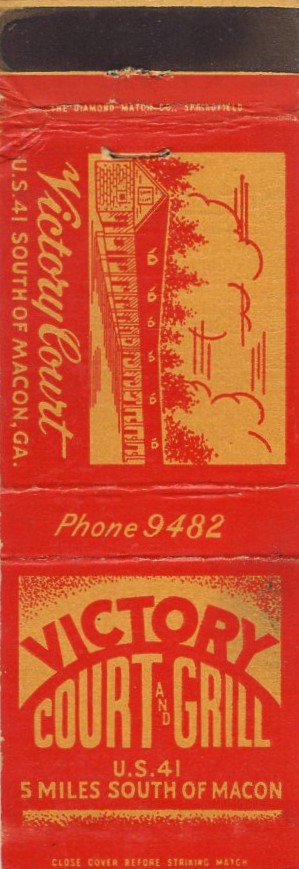 THE DIAMOND MATCH CO., SPRINGFIELD
Victory Court
U.S. 41 SOUTH OF MACON, GA.
Phone 9482
VICTORY
COURT AND GRILL
U.S. 41
5 MILES SOUTH OF MACON
CLOSE COVER BEFORE STRIKING MATCH